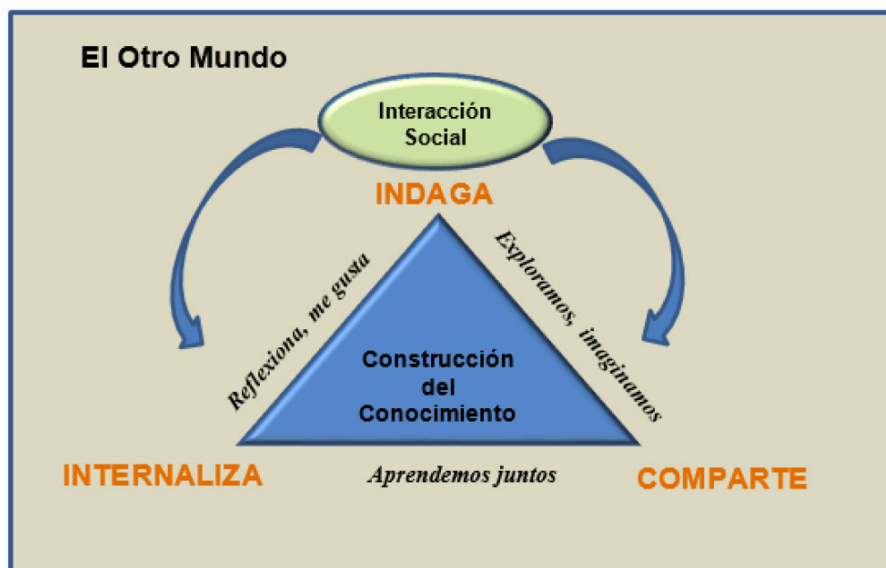 El Otro Mundo
Interacción
Social
INDAGA
Reflexiona, me gusta
Exploramos, imaginamos
Construcción
del
Conocimiento
INTERNALIZA
Aprendemos juntos
COMPARTE